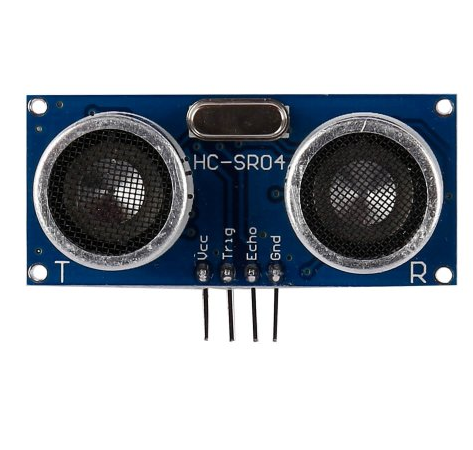 HC-SR04
Vcc
Trig
Echo
Gnd
T
R